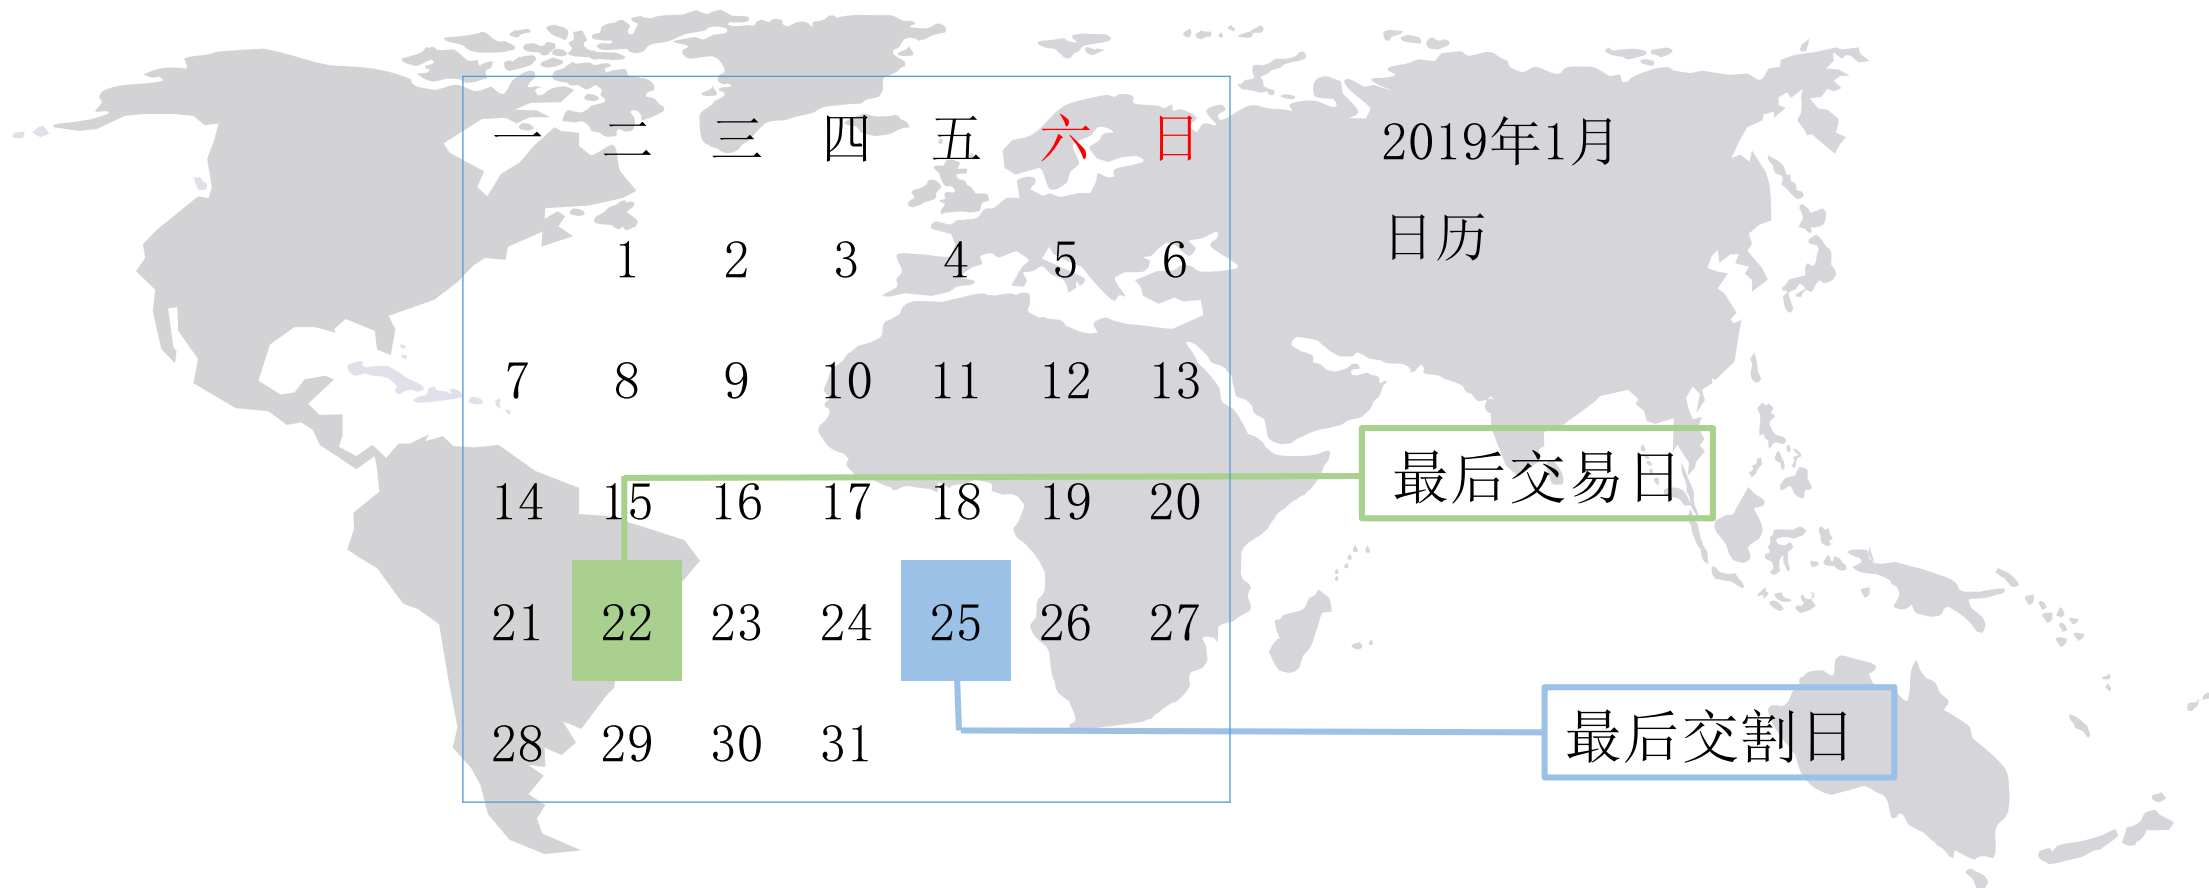 一 二 三 四 五 六 日
2019年1月
日历
1 2 3 4 5 6
7 8 9 10 11 12 13
最后交易日
14 15 16 17 18 19 20
21 22 23 24 25 26 27
28 29 30 31
最后交割日